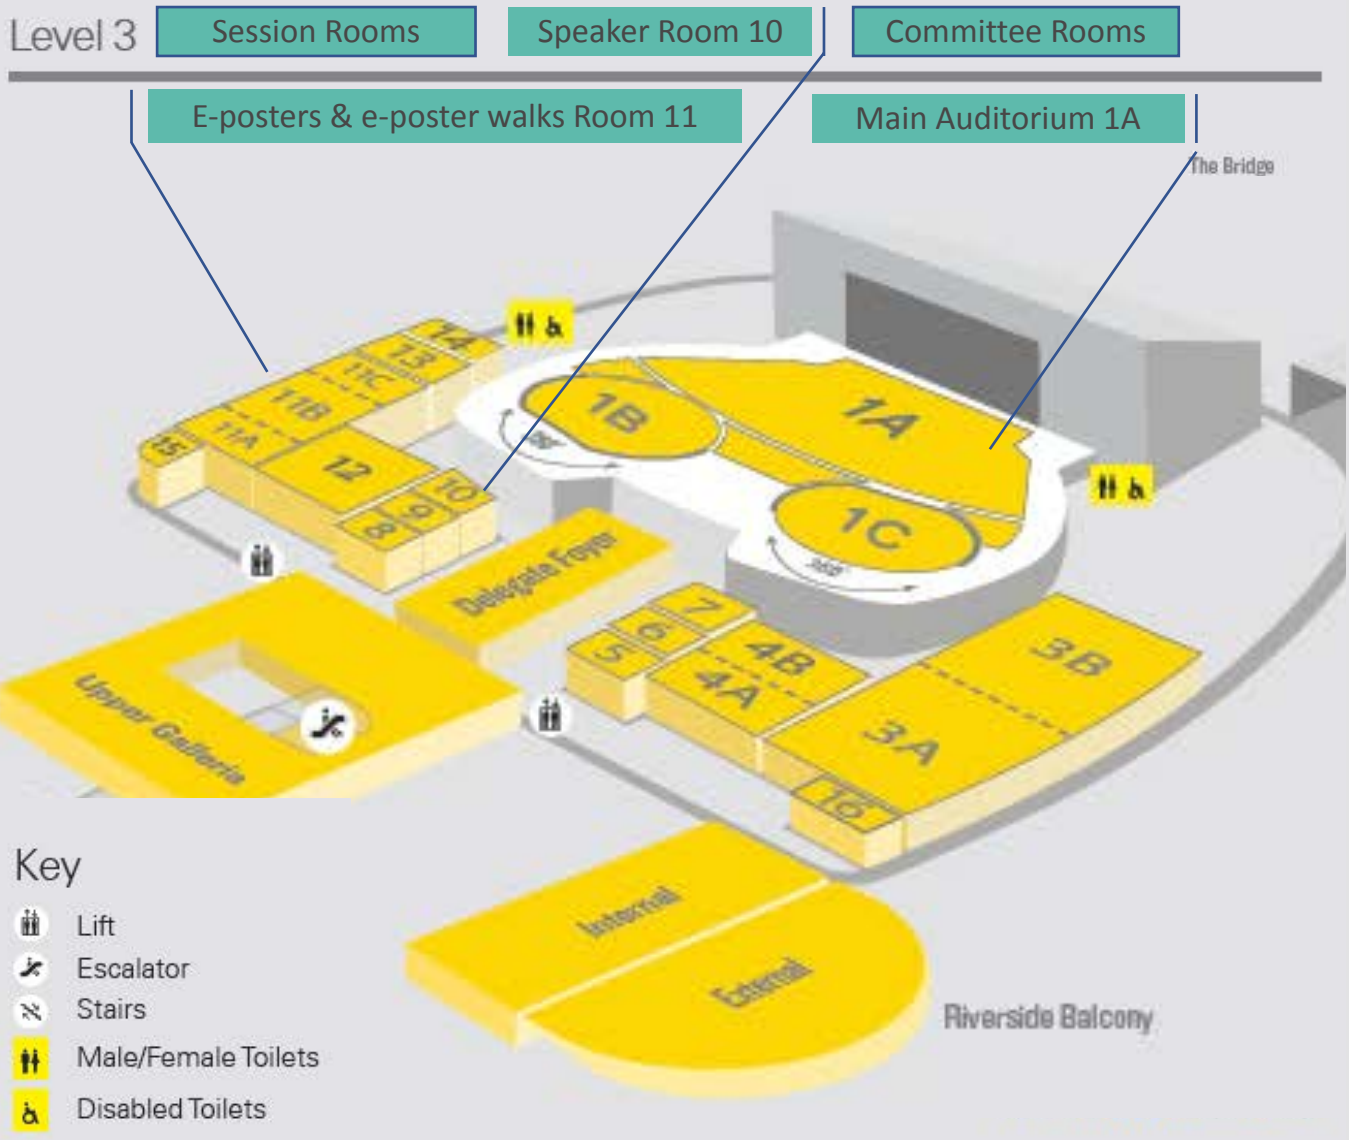 Level 3
Session Rooms
Speaker Room 10
Committee Rooms
E-posters & e-poster walks Room 11
Main Auditorium 1A
The Bridge
14
13
11C
11B
11A
15
12
10
9
8
1B
1A
1C
360
360
Delegate Foyer
7
6
5
4B
4A
3B
3A
16
Upper Galleria
Internal
External
Riverside Balcony
Key
Lift
Escalator
Stairs
Male/Female Toilets
Disabled Toilets